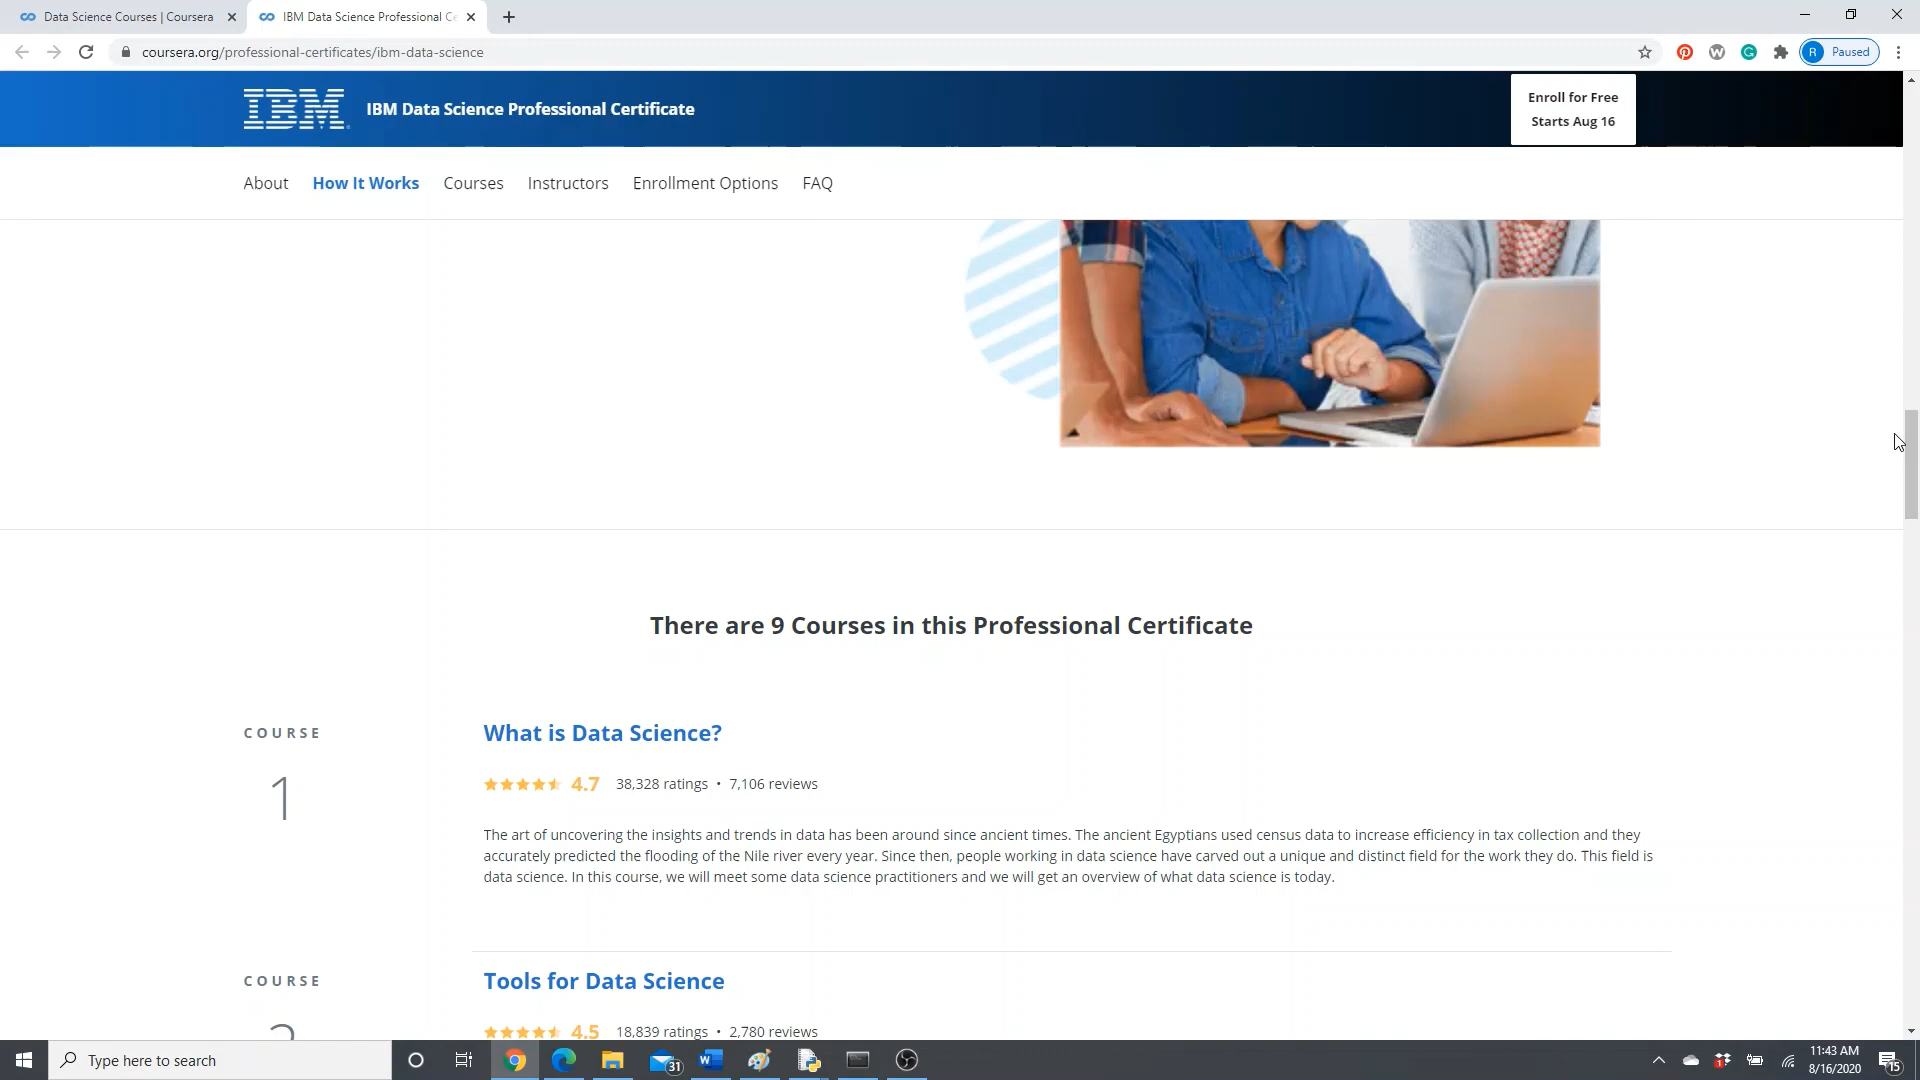 Data Science Courses | Coursera
IBM Data Science Professional Ce
coursera.org/professional-certificates/ibm-data-science
R Paused
IBM
IBM Data Science Professional Certificate
Enroll for Free
Starts Aug 16
About How It Works Courses Instructors Enrollment Options FAQ
There are 9 Courses in this Professional Certificate
COURSE
1
What is Data Science?
4.7 38,328 ratings • 7,106 reviews
The art of uncovering the insights and trends in data has been around since ancient times. The ancient Egyptians used census data to increase efficiency in tax collection and they
accurately predicted the flooding of the Nile river every year. Since then, people working in data science have carved out a unique and distinct field for the work they do. This field is
data science. In this course, we will meet some data science practitioners and we will get an overview of what data science is today.
COURSE
2
Tools for Data Science
4.5 18,839 ratings • 2,780 reviews
Type here to search
31
1
11:43 AM
8/16/2020
15